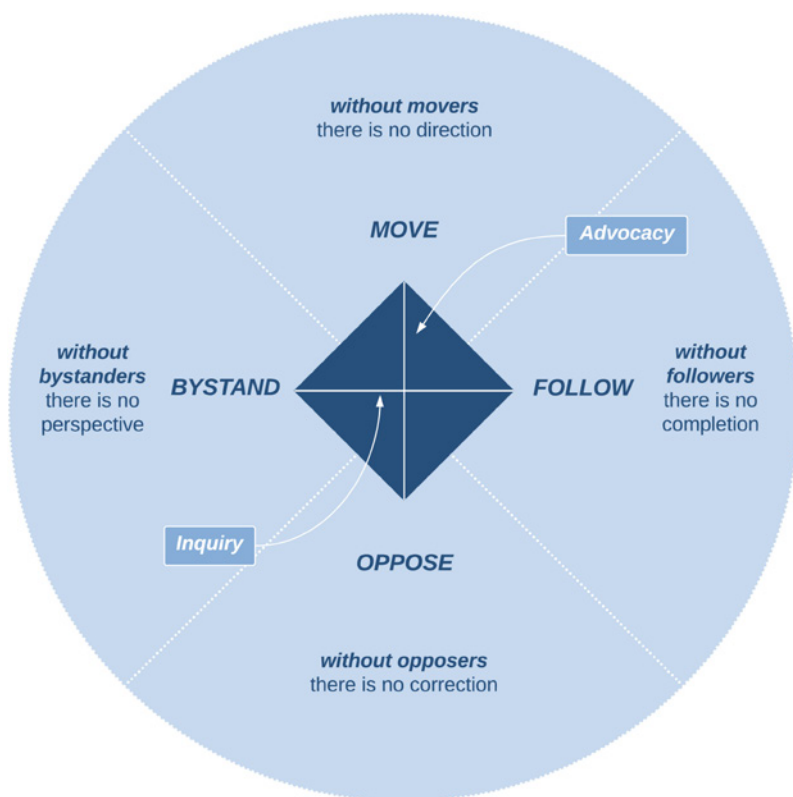 without movers
there is no direction
MOVE
Advocacy
without
bystanders
there is no
perspective
BYSTAND
FOLLOW
without
followers
there is no
completion
Inquiry
OPPOSE
without opposers
there is no correction